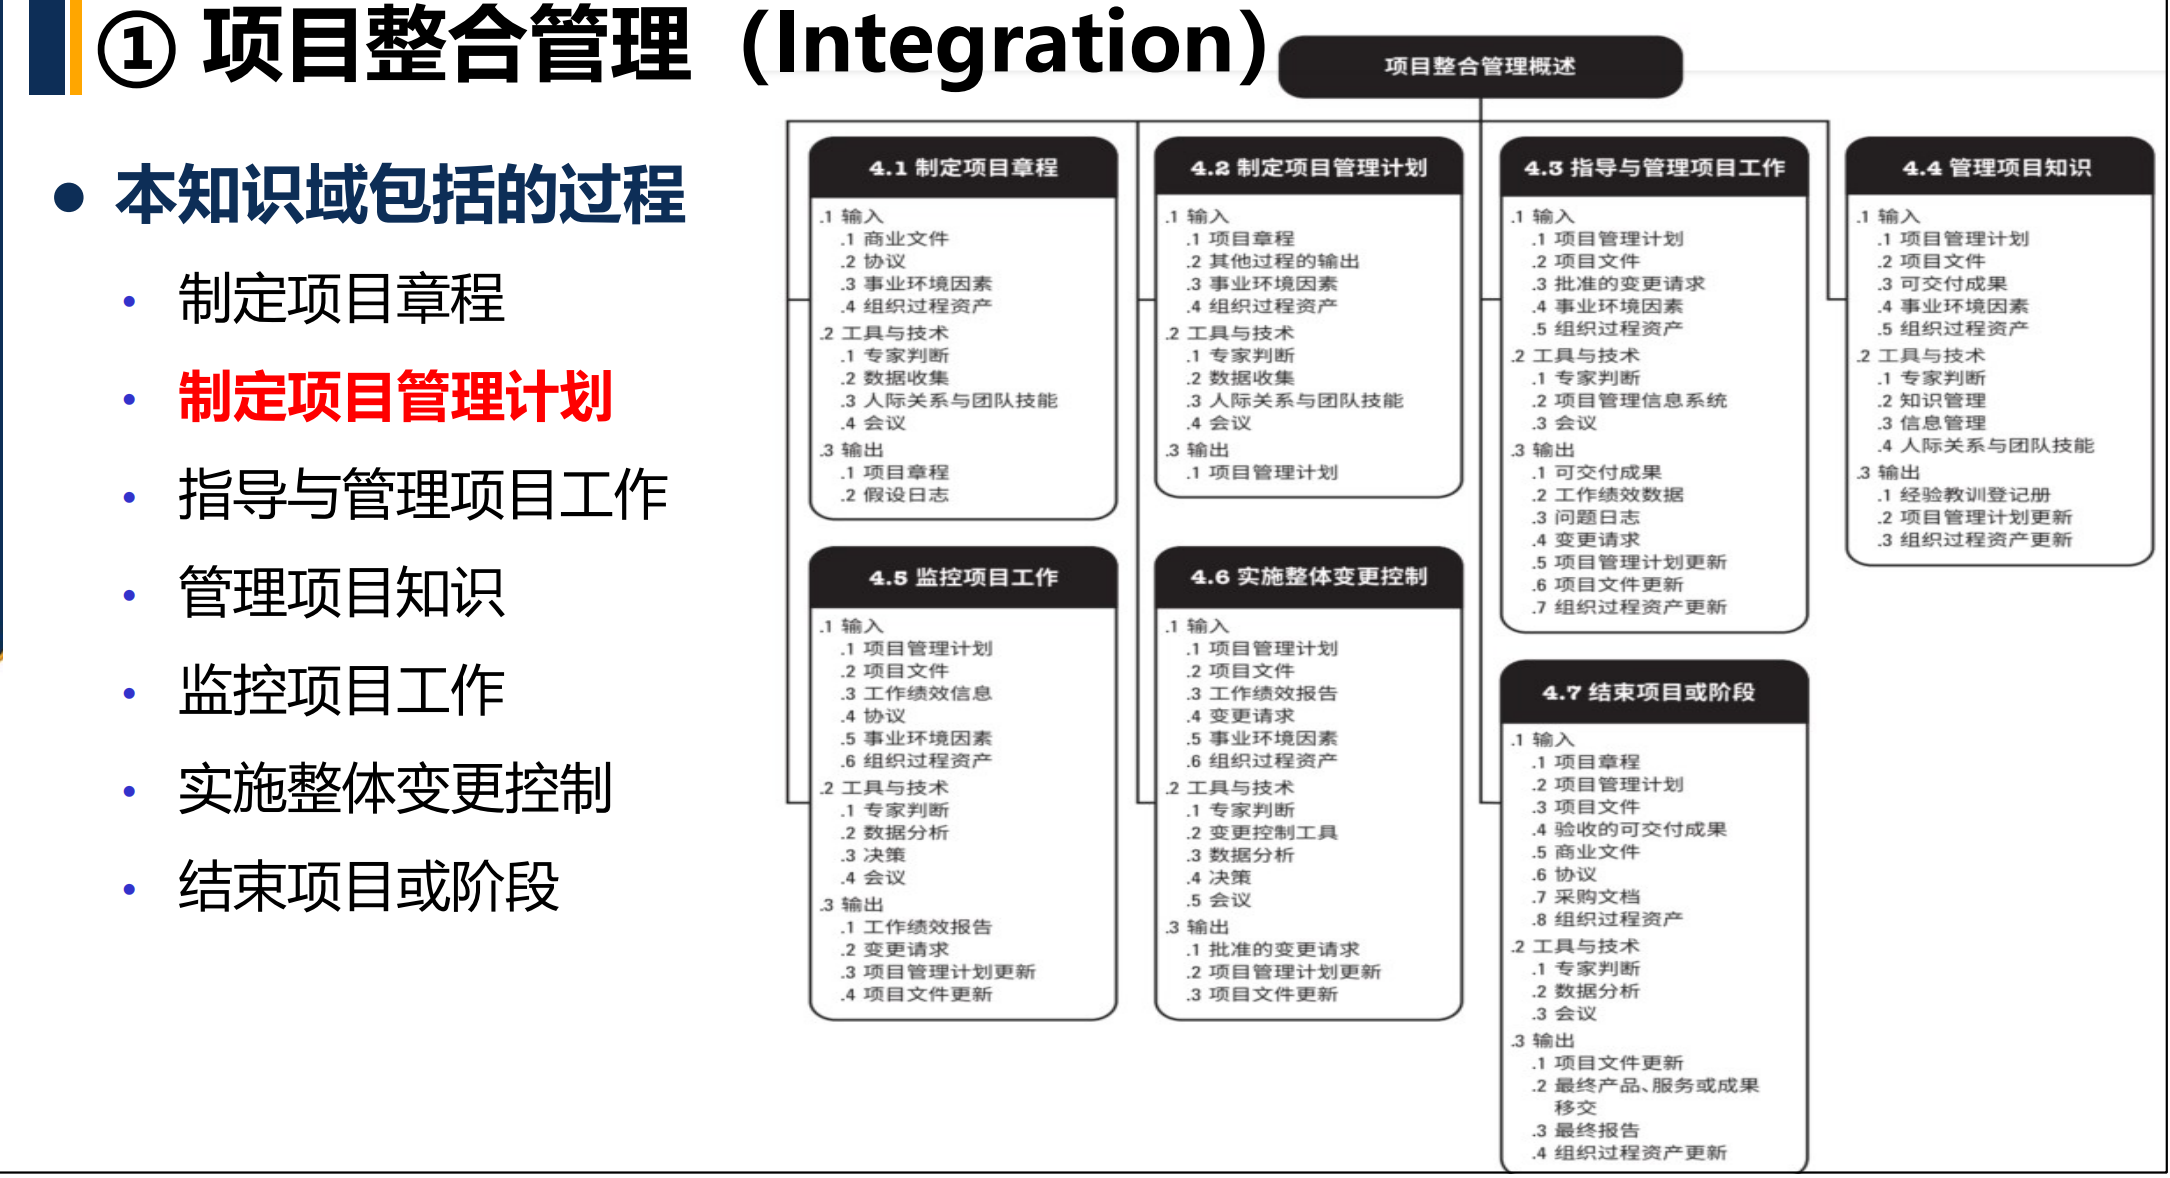 ① 项目整合管理（Integration）
● 本知识域包括的过程
• 制定项目章程
• 制定项目管理计划
• 指导与管理项目工作
• 管理项目知识
• 监控项目工作
• 实施整体变更控制
• 结束项目或阶段
项目整合管理概述
4.1 制定项目章程
.1 输入
.1 商业文件
.2 协议
.3 事业环境因素
.4 组织过程资产
.2 工具与技术
.1 专家判断
.2 数据收集
.3 人际关系与团队技能
.4 会议
.3 输出
.1 项目章程
.2 假设日志
4.2 制定项目管理计划
.1 输入
.1 项目章程
.2 其他过程的输出
.3 事业环境因素
.4 组织过程资产
.2 工具与技术
.1 专家判断
.2 数据收集
.3 人际关系与团队技能
.4 会议
.3 输出
.1 项目管理计划
4.3 指导与管理项目工作
.1 输入
.1 项目管理计划
.2 项目文件
.3 批准的变更请求
.4 事业环境因素
.5 组织过程资产
.2 工具与技术
.1 专家判断
.2 项目管理信息系统
.3 会议
.3 输出
.1 可交付成果
.2 工作绩效数据
.3 问题日志
.4 变更请求
.5 项目管理计划更新
.6 项目文件更新
.7 组织过程资产更新
4.4 管理项目知识
.1 输入
.1 项目管理计划
.2 项目文件
.3 可交付成果
.4 事业环境因素
.5 组织过程资产
.2 工具与技术
.1 专家判断
.2 知识管理
.3 信息管理
.4 人际关系与团队技能
.3 输出
.1 经验教训登记册
.2 项目管理计划更新
.3 组织过程资产更新
4.5 监控项目工作
.1 输入
.1 项目管理计划
.2 项目文件
.3 工作绩效信息
.4 协议
.5 事业环境因素
.6 组织过程资产
.2 工具与技术
.1 专家判断
.2 数据分析
.3 决策
.4 会议
.3 输出
.1 工作绩效报告
.2 变更请求
.3 项目管理计划更新
.4 项目文件更新
4.6 实施整体变更控制
.1 输入
.1 项目管理计划
.2 项目文件
.3 工作绩效报告
.4 变更请求
.5 事业环境因素
.6 组织过程资产
.2 工具与技术
.1 专家判断
.2 变更控制工具
.3 数据分析
.4 决策
.5 会议
.3 输出
.1 批准的变更请求
.2 项目管理计划更新
.3 项目文件更新
4.7 结束项目或阶段
.1 输入
.1 项目章程
.2 项目管理计划
.3 项目文件
.4 验收的可交付成果
.5 商业文件
.6 协议
.7 采购文档
.8 组织过程资产
.2 工具与技术
.1 专家判断
.2 数据分析
.3 会议
.3 输出
.1 项目文件更新
.2 最终产品、服务或成果
移交
.3 最终报告
.4 组织过程资产更新